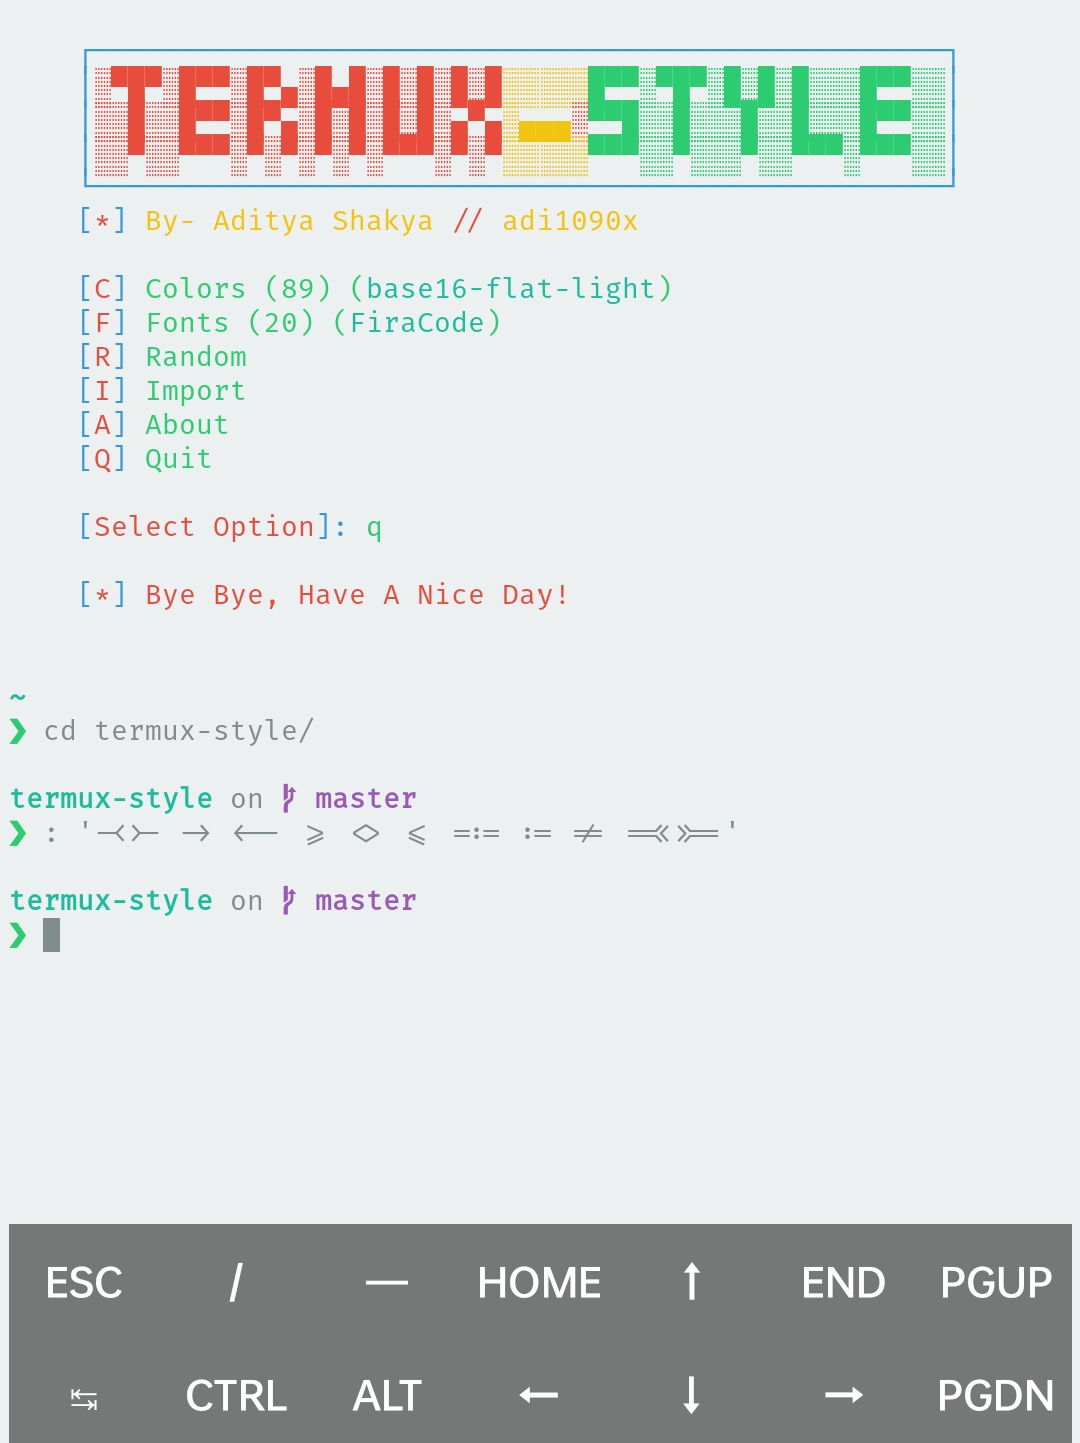 TERMUX_STYLE
[*] By- Aditya Shakya // adi1090x
[C] Colors (89) (base16-flat-light)
[F] Fonts (20) (FiraCode)
[R] Random
[I] Import
[A] About
[Q] Quit
[Select Option]: q
[*] Bye Bye, Have A Nice Day!
~
❯ cd termux-style/
termux-style on  master
❯ : '-<>- -> <-- >= <> <= =:= := != ==<<>>== '
termux-style on  master
❯
ESC / — HOME ↑ END PGUP
↹ CTRL ALT ← ↓ → PGDN